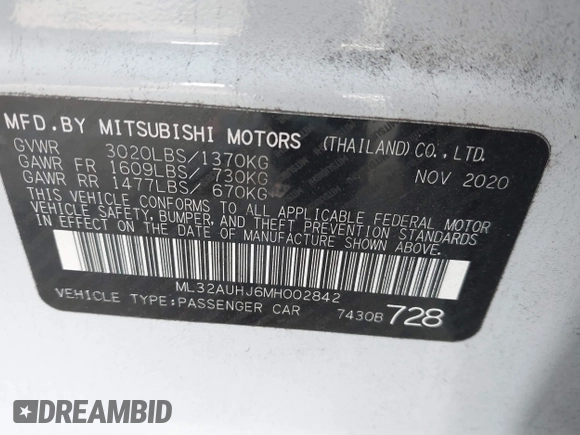 MFD. BY MITSUBISHI MOTORS (THAILAND) CO., LTD.
GVWR 3020LBS/1370KG
GAWR FR 1609LBS/ 730KG NOV 2020
GAWR RR 1477LBS/ 670KG
THIS VEHICLE CONFORMS TO ALL APPLICABLE FEDERAL MOTOR
VEHICLE SAFETY, BUMPER, AND THEFT PREVENTION STANDARDS
IN EFFECT ON THE DATE OF MANUFACTURE SHOWN ABOVE.
ML32AUHJ6MH002842
VEHICLE TYPE:PASSENGER CAR 7430B 728
DREAMBID